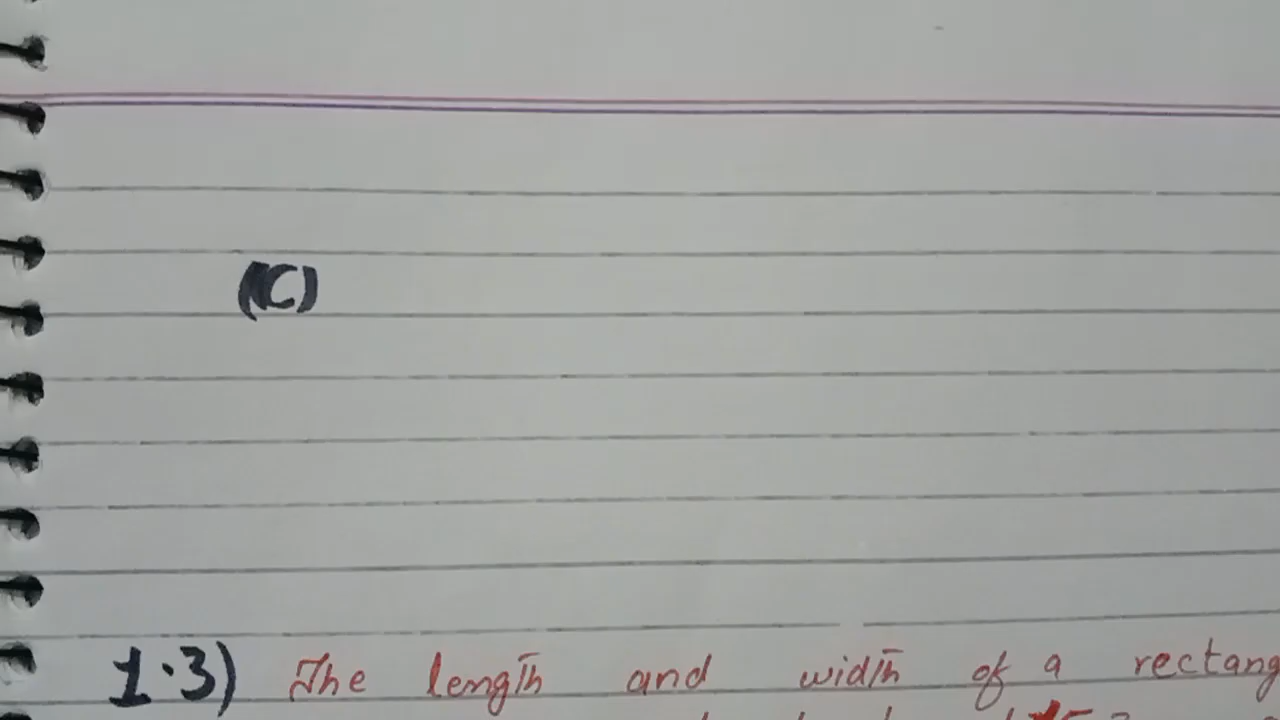 (C)
1.3) The length and width of a rectang